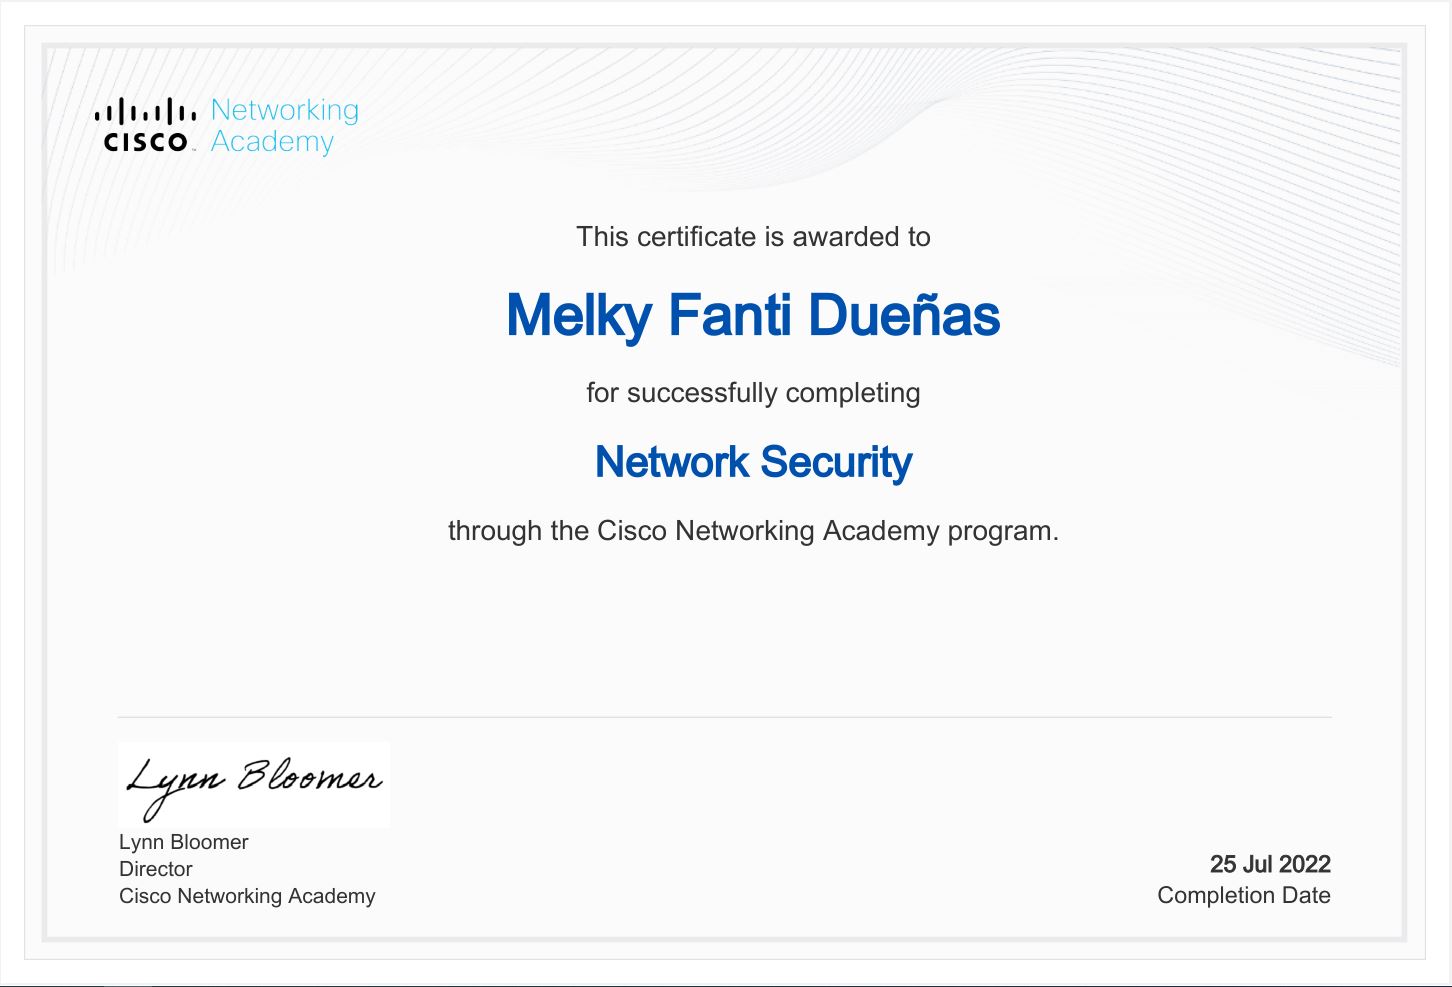 CISCO
Networking
Academy
This certificate is awarded to
Melky Fanti Dueñas
for successfully completing
Network Security
through the Cisco Networking Academy program.
Lynn Bloomer
Lynn Bloomer
Director
Cisco Networking Academy
25 Jul 2022
Completion Date